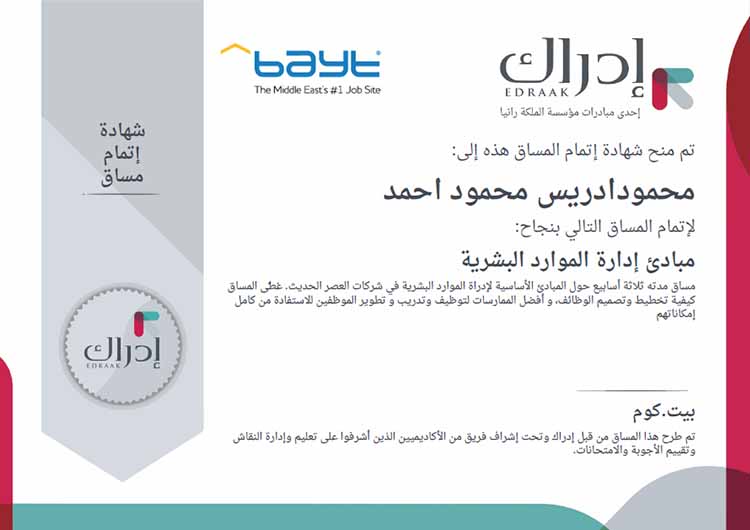 bayt
The Middle East's #1 Job Site
إدراك
EDRAAK
إحدى مبادرات مؤسسة الملكة رانيا
شهادة
إتمام
مساق
تم منح شهادة إتمام المساق هذه إلى:
محمودادريس محمود احمد
لإتمام المساق التالي بنجاح:
مبادئ إدارة الموارد البشرية
مساق مدته ثلاثة أسابيع حول المبادئ الأساسية لإدراة الموارد البشرية في شركات العصر الحديث. غطّى المساق
كيفية تخطيط وتصميم الوظائف، و أفضل الممارسات لتوظيف وتدريب و تطوير الموظفين للاستفادة من كامل
إمكاناتهم
إدراك
EDRAAK
بيت.كوم
تم طرح هذا المساق من قبل إدراك وتحت إشراف فريق من الأكاديميين الذين أشرفوا على تعليم وإدارة النقاش
وتقييم الأجوبة والامتحانات.